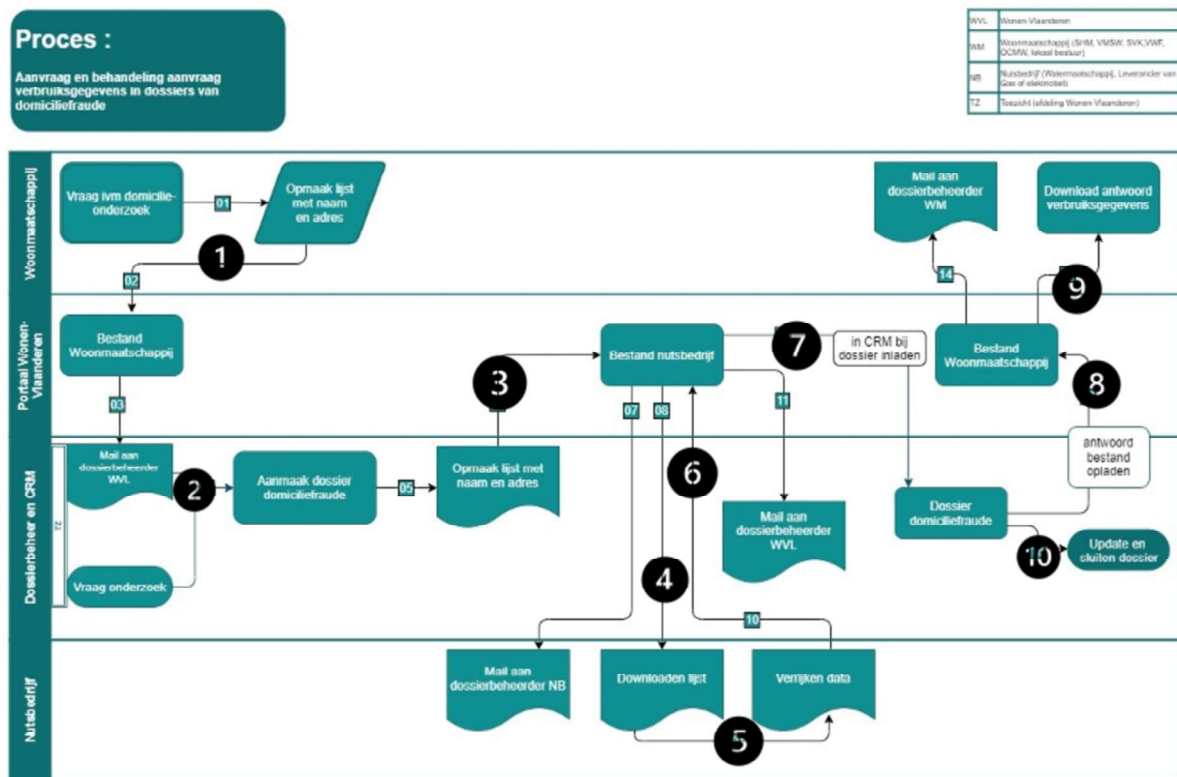 Proces :
Aanvraag en behandeling aanvraag
verbruiksgegevens in dossiers van
domiciliefraude
WVL Wonen-Vlaanderen
WM Woonmaatschappij (SHM, VMSW, SVK,VWF,
OCMW, lokaal bestuur)
NB Nutsbedrijf (Watermaatschappij, Leverancier van
Gas of elektriciteit)
TZ Toezicht (afdeling Wonen-Vlaanderen)
Woonmaatschappij
Vraag ivm domicilie-
onderzoek
01
Opmaak lijst
met naam
en adres
1
02
Mail aan
dossierbeheerder
WM
Download antwoord
verbruiksgegevens
14
9
Portaal Wonen-
Vlaanderen
Bestand
Woonmaatschappij
03
3
Bestand nutsbedrijf
7
in CRM bij
dossier inladen
Bestand
Woonmaatschappij
8
07
08
11
Dossierbeheer en CRM
TZ
Mail aan
dossierbeheerder
WVL
2
Aanmaak dossier
domiciliefraude
05
Opmaak lijst met
naam en adres
6
antwoord
bestand
opladen
Vraag onderzoek
4
Mail aan
dossierbeheerder
WVL
Dossier
domiciliefraude
10
Update en
sluiten dossier
10
Nutsbedrijf
Mail aan
dossierbeheerder NB
Downloaden lijst
Verrijken data
5